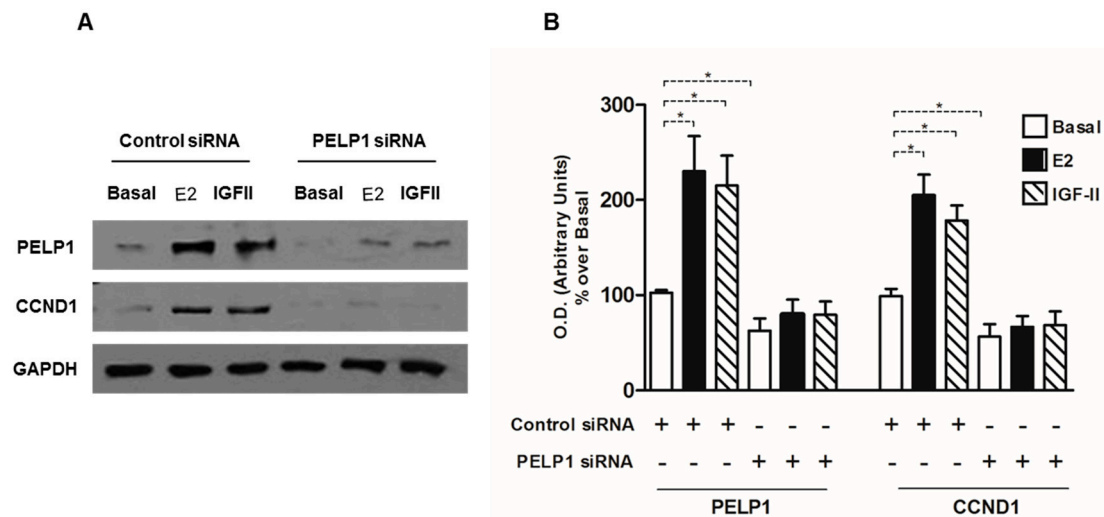 A
Control siRNA PELP1 siRNA
Basal E2 IGFII Basal E2 IGFII
PELP1
CCND1
GAPDH
B
O.D. (Arbitrary Units)
% over Basal
300
200
100
0
* * *
* * *
Basal
E2
IGF-II
Control siRNA + + + - - - + + + - - -
PELP1 siRNA - - - + + + - - - + + +
PELP1 CCND1